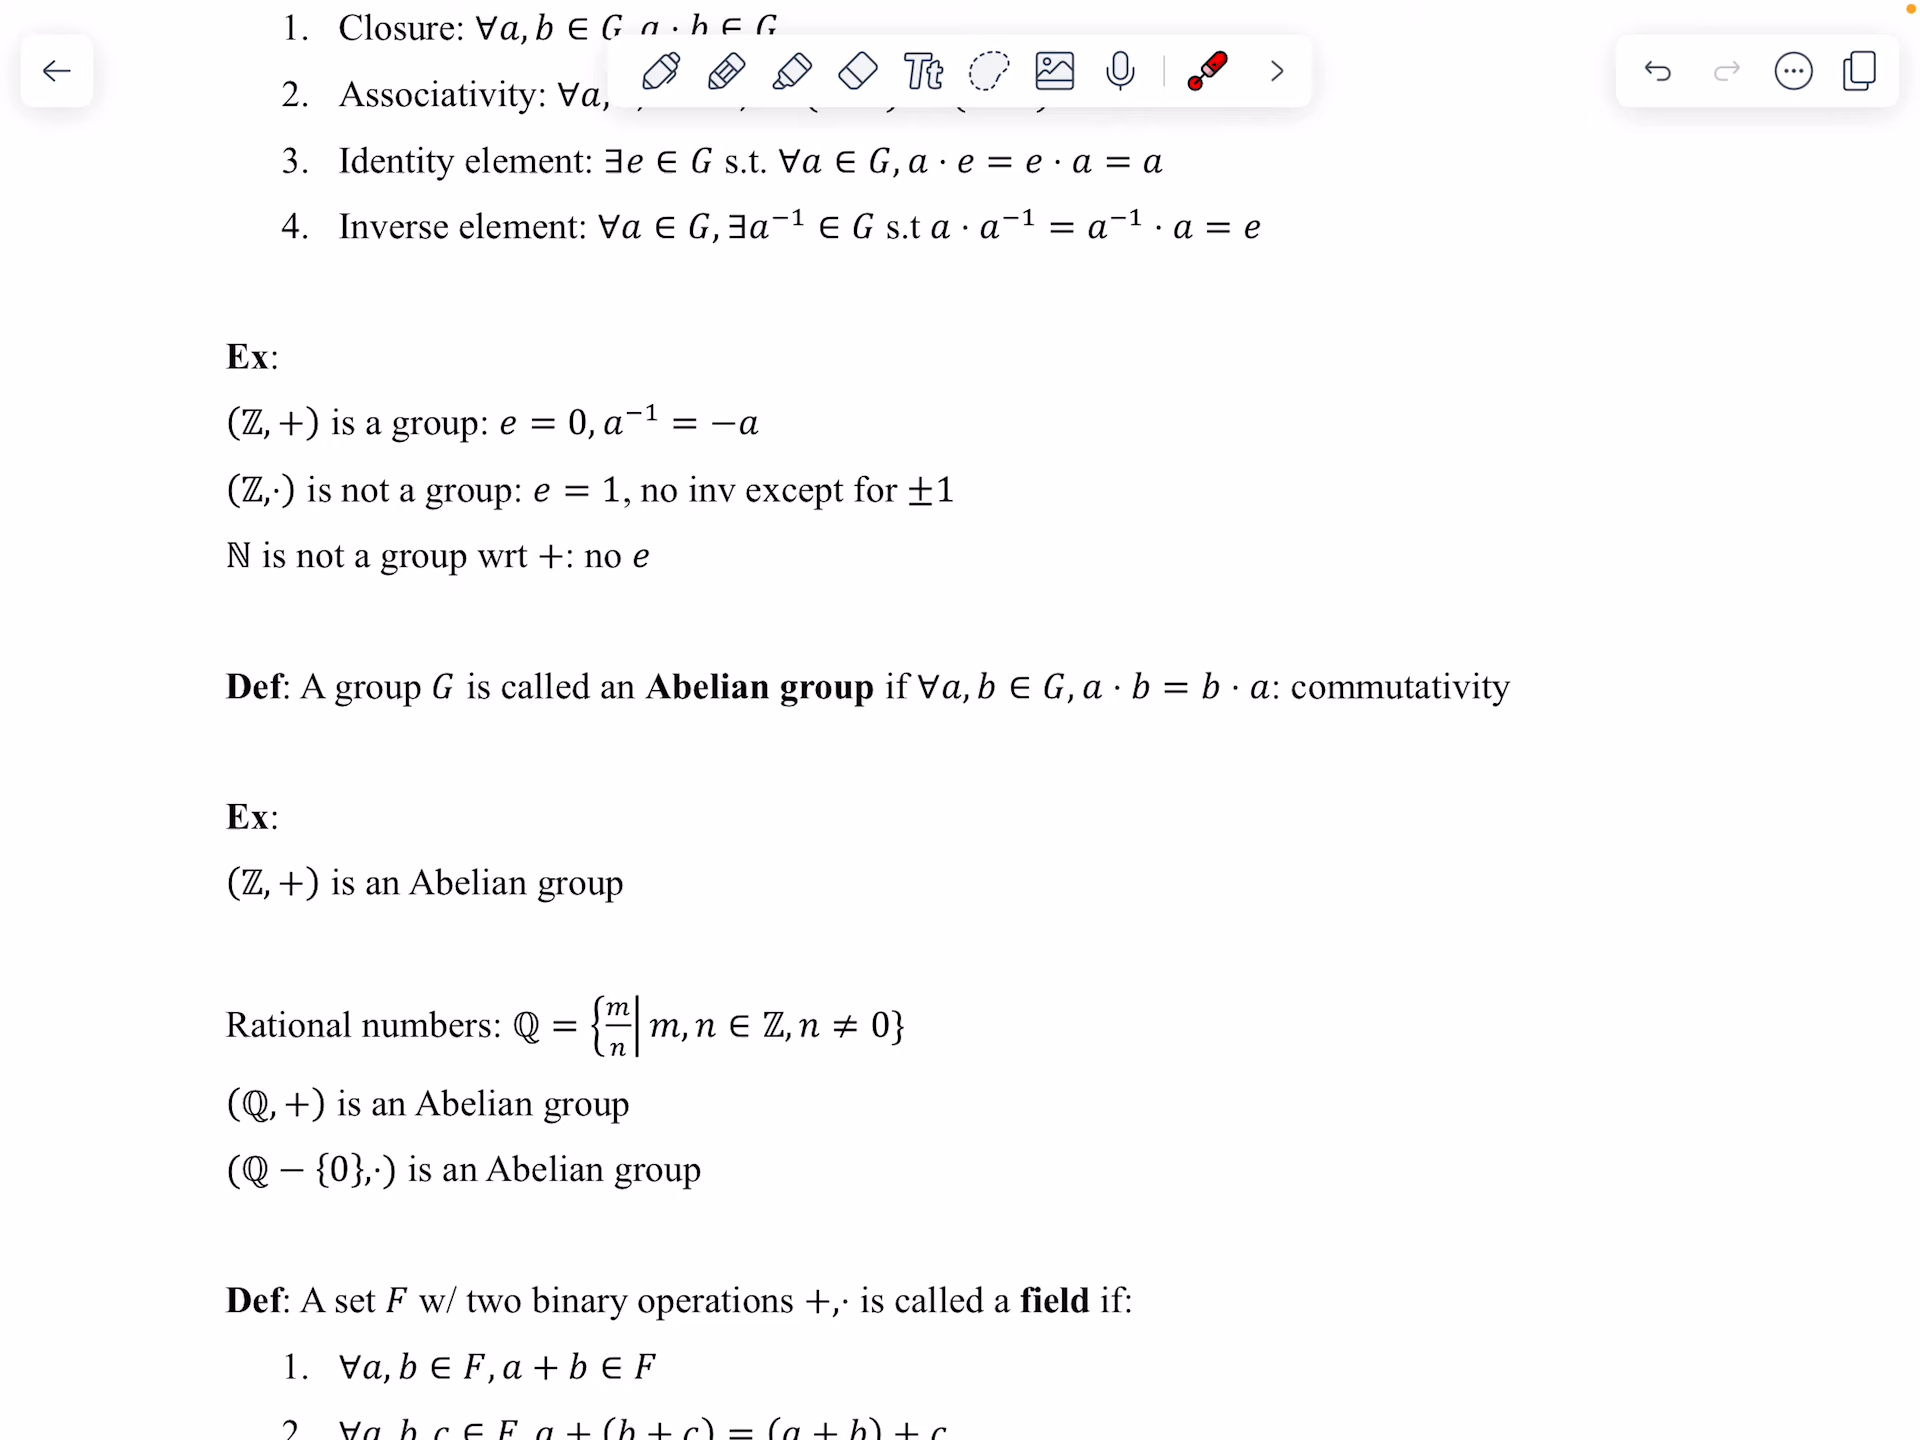 1. Closure: ∀a, b ∈ G, a · b ∈ G
2. Associativity: ∀a,
3. Identity element: ∃e ∈ G s.t. ∀a ∈ G, a · e = e · a = a
4. Inverse element: ∀a ∈ G, ∃a⁻¹ ∈ G s.t a · a⁻¹ = a⁻¹ · a = e
Ex:
(ℤ, +) is a group: e = 0, a⁻¹ = −a
(ℤ,·) is not a group: e = 1, no inv except for ±1
ℕ is not a group wrt +: no e
Def: A group G is called an Abelian group if ∀a, b ∈ G, a · b = b · a: commutativity
Ex:
(ℤ, +) is an Abelian group
Rational numbers: ℚ = {m/n | m, n ∈ ℤ, n ≠ 0}
(ℚ, +) is an Abelian group
(ℚ − {0},·) is an Abelian group
Def: A set F w/ two binary operations +,· is called a field if:
1. ∀a, b ∈ F, a + b ∈ F
2. ∀a, b, c ∈ F, a + (b + c) = (a + b) + c